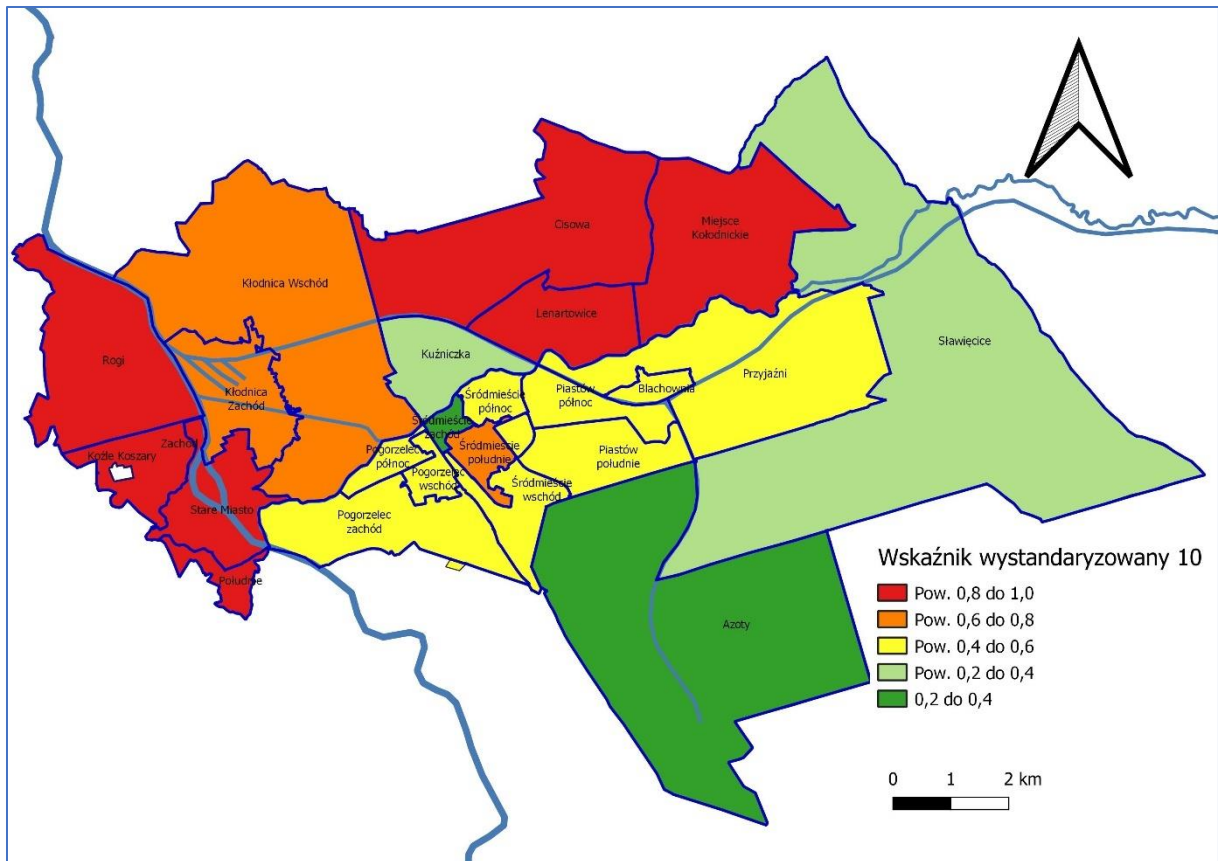 Cisowa
Miejsce
Kołodnickie
Kłodnica Wschód
Lenartowice
Rogi
Kuźniczka
Sławięcice
Przyjaźni
Blachownia
Piastów
północ
Śródmieście
północ
Kłodnica
Zachód
Śródmieście
zachód
Zachód
Koźle Koszary
Pogorzelec
północ
Śródmieście
południe
Piastów
południe
Pogorzelec
wschód
Śródmieście
wschód
Stare Miasto
Pogorzelec
zachód
Południe
Azoty
Wskaźnik wystandaryzowany 10
Pow. 0,8 do 1,0
Pow. 0,6 do 0,8
Pow. 0,4 do 0,6
Pow. 0,2 do 0,4
0,2 do 0,4
0 1 2 km